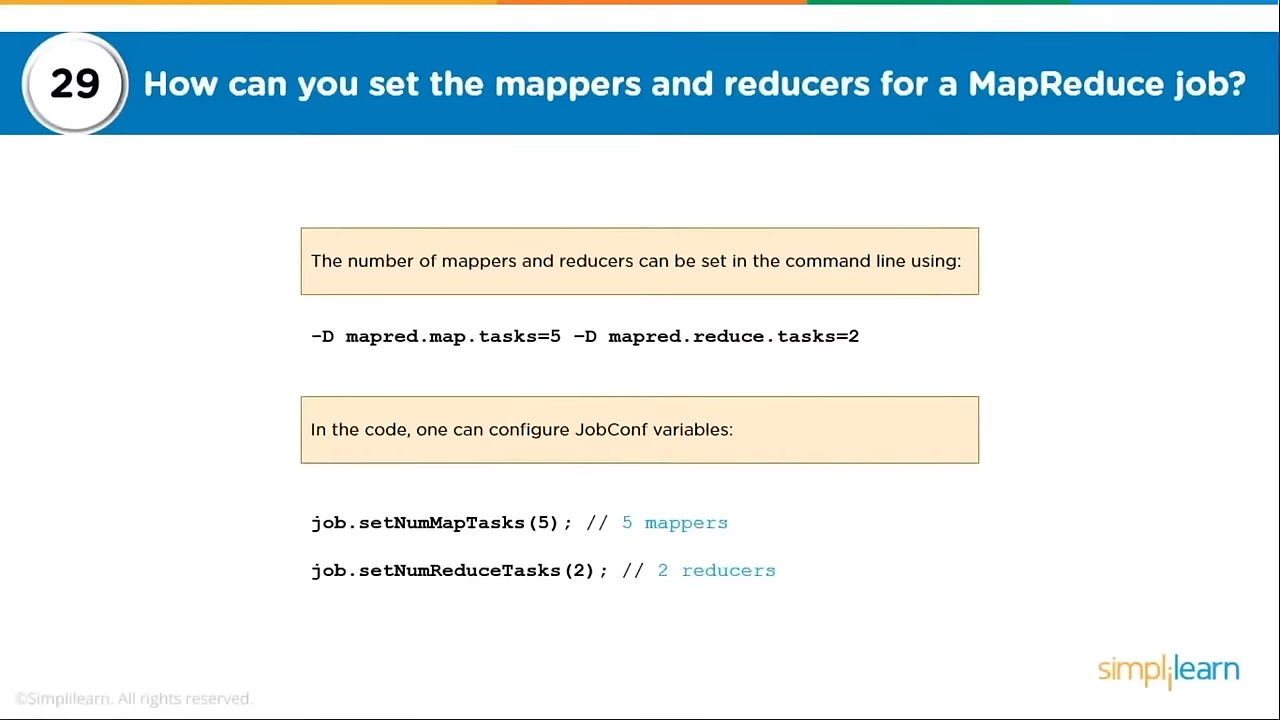 29
How can you set the mappers and reducers for a MapReduce job?
The number of mappers and reducers can be set in the command line using:
-D mapred.map.tasks=5 –D mapred.reduce.tasks=2
In the code, one can configure JobConf variables:
job.setNumMapTasks(5); // 5 mappers
job.setNumReduceTasks(2); // 2 reducers
simplilearn
©Simplilearn. All rights reserved.